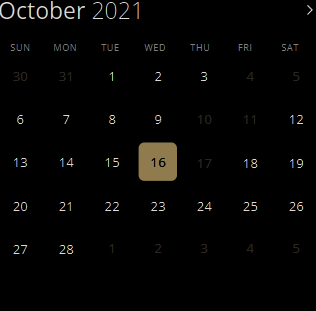 October 2021
SUN MON TUE WED THU FRI SAT
30 31 1 2 3 4 5
6 7 8 9 10 11 12
13 14 15 16 17 18 19
20 21 22 23 24 25 26
27 28 1 2 3 4 5